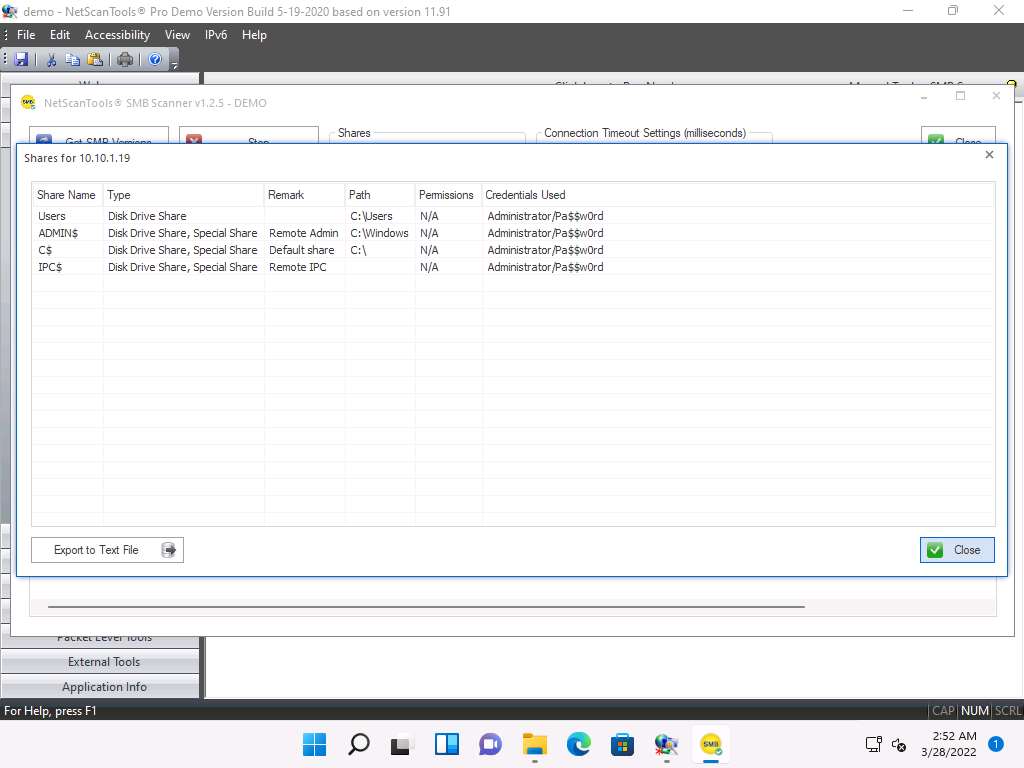 demo - NetScanTools® Pro Demo Version Build 5-19-2020 based on version 11.91
File Edit Accessibility View IPv6 Help
SMB
NetScanTools® SMB Scanner v1.2.5 - DEMO
Get SMB Versions
Stop
Shares
Connection Timeout Settings (milliseconds)
Close
Shares for 10.10.1.19
Share Name Type Remark Path Permissions Credentials Used
Users Disk Drive Share C:\Users N/A Administrator/Pa$$w0rd
ADMIN$ Disk Drive Share, Special Share Remote Admin C:\Windows N/A Administrator/Pa$$w0rd
C$ Disk Drive Share, Special Share Default share C:\ N/A Administrator/Pa$$w0rd
IPC$ Disk Drive Share, Special Share Remote IPC N/A Administrator/Pa$$w0rd
Export to Text File
Close
Packet Level Tools
External Tools
Application Info
For Help, press F1
CAP NUM SCRL
SMB
2:52 AM
3/28/2022
1